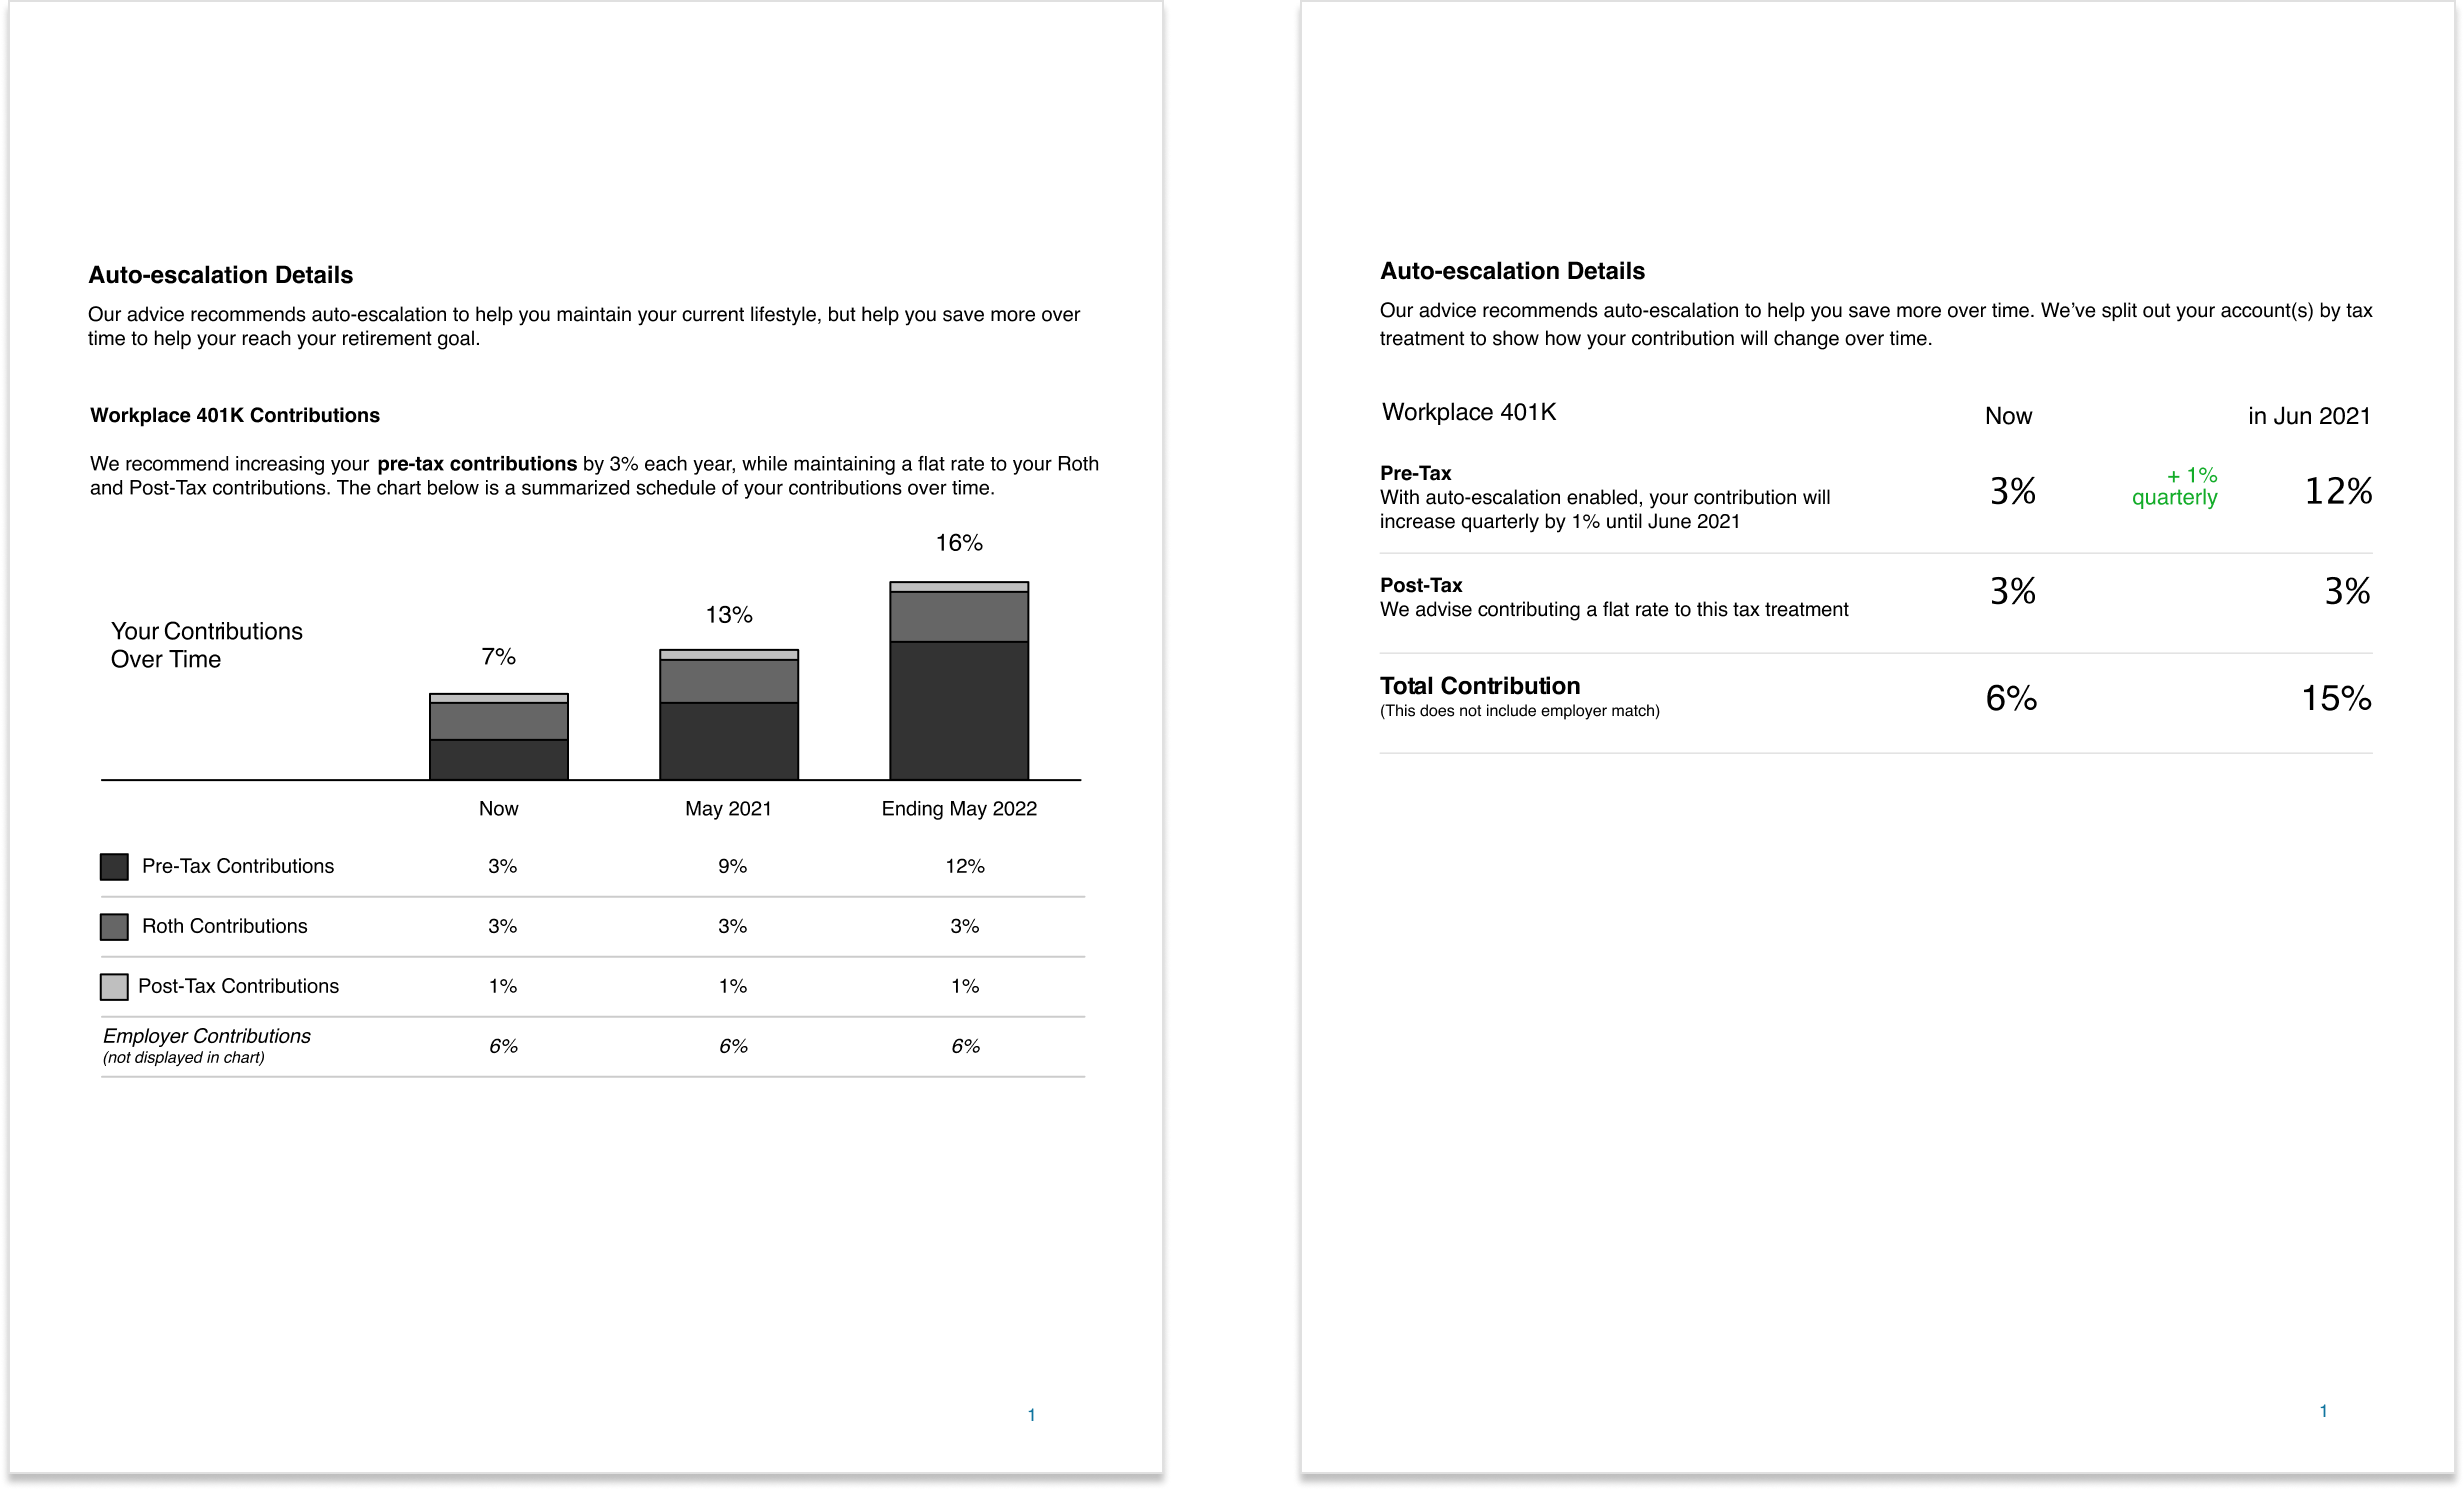 Auto-escalation Details
Our advice recommends auto-escalation to help you maintain your current lifestyle, but help you save more over
time to help your reach your retirement goal.
Workplace 401K Contributions
We recommend increasing your pre-tax contributions by 3% each year, while maintaining a flat rate to your Roth
and Post-Tax contributions. The chart below is a summarized schedule of your contributions over time.
Your Contributions
Over Time
7%
13%
16%
Now May 2021 Ending May 2022
Pre-Tax Contributions 3% 9% 12%
Roth Contributions 3% 3% 3%
Post-Tax Contributions 1% 1% 1%
Employer Contributions 6% 6% 6%
(not displayed in chart)
1
Auto-escalation Details
Our advice recommends auto-escalation to help you save more over time. We’ve split out your account(s) by tax
treatment to show how your contribution will change over time.
Workplace 401K Now in Jun 2021
Pre-Tax
With auto-escalation enabled, your contribution will
increase quarterly by 1% until June 2021
3%
+ 1%
quarterly
12%
Post-Tax
We advise contributing a flat rate to this tax treatment
3% 3%
Total Contribution
(This does not include employer match)
6% 15%
1